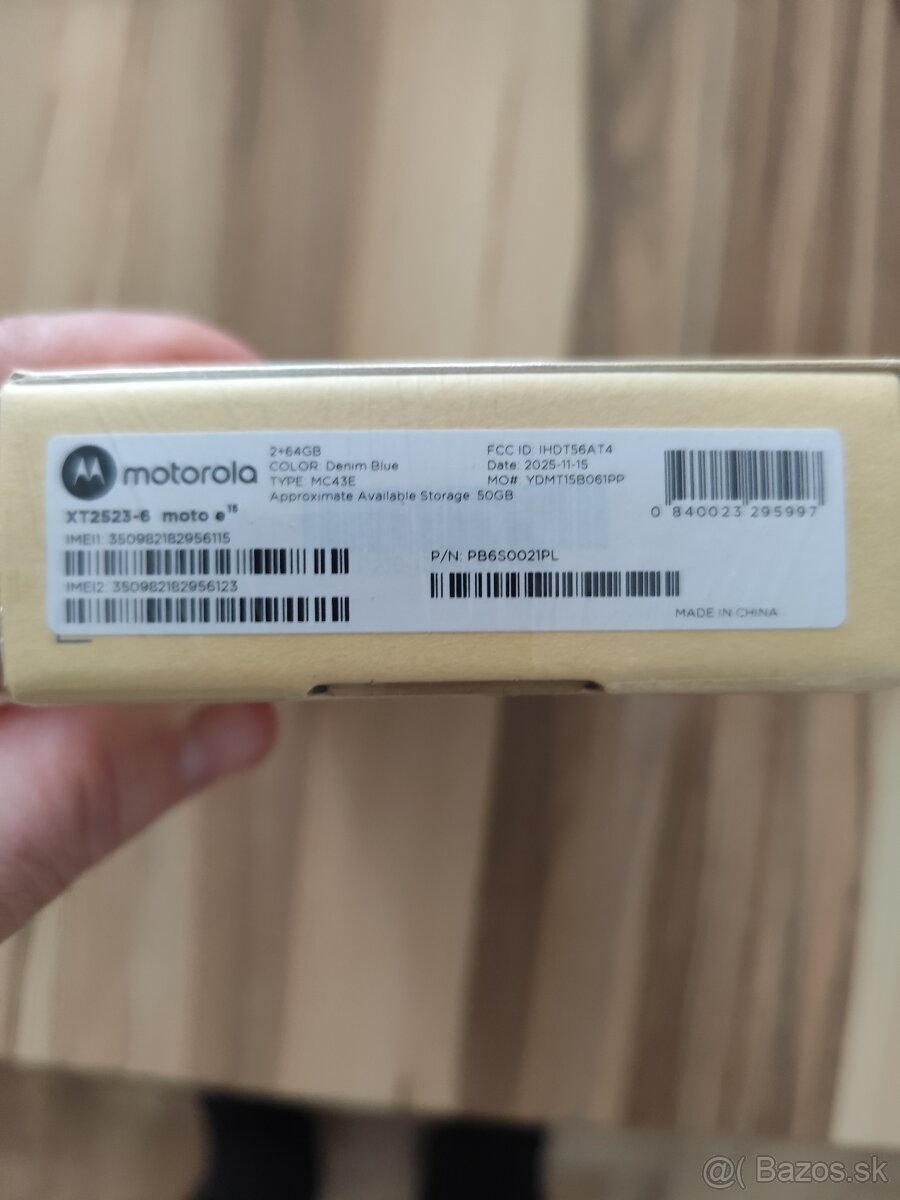 motorola
2+64GB
COLOR: Denim Blue
TYPE: MC43E
Approximate Available Storage: 50GB
FCC ID: IHDT56AT4
Date: 2025-11-15
MO#: YDMT15B061PP
0 840023 295997
XT2523-6 moto e15
IMEI1: 350982182956115
IMEI2: 350982182956123
P/N: PB6S0021PL
MADE IN CHINA
@( Bazos.sk